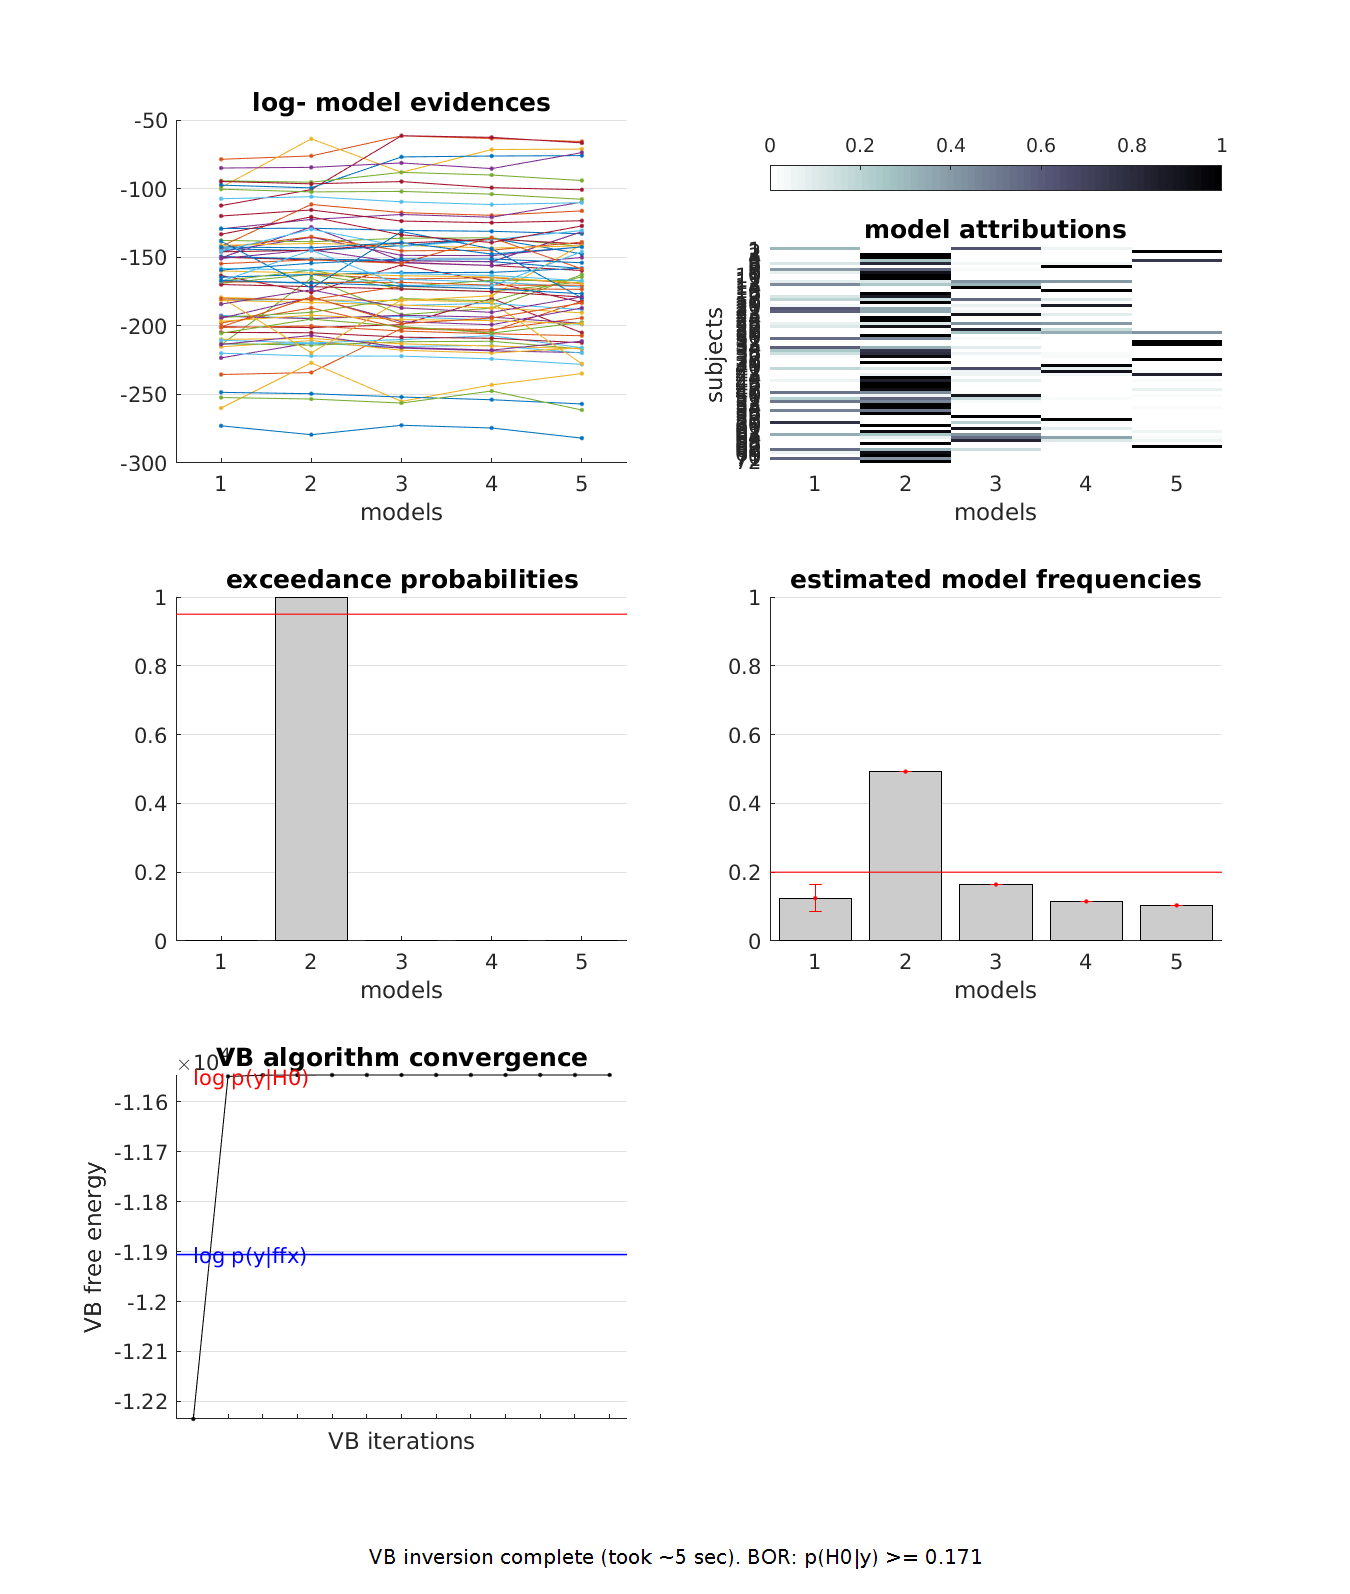 log- model evidences
-50
-100
-150
-200
-250
-300
1 2 3 4 5
models
0 0.2 0.4 0.6 0.8 1
model attributions
subjects
72
1 2 3 4 5
models
exceedance probabilities
1
0.8
0.6
0.4
0.2
0
1 2 3 4 5
models
estimated model frequencies
1
0.8
0.6
0.4
0.2
0
1 2 3 4 5
models
VB algorithm convergence
×10
log p(y|H0)
-1.16
-1.17
-1.18
-1.19
log p(y|ffx)
-1.2
-1.21
-1.22
VB free energy
VB iterations
VB inversion complete (took ~5 sec). BOR: p(H0|y) >= 0.171